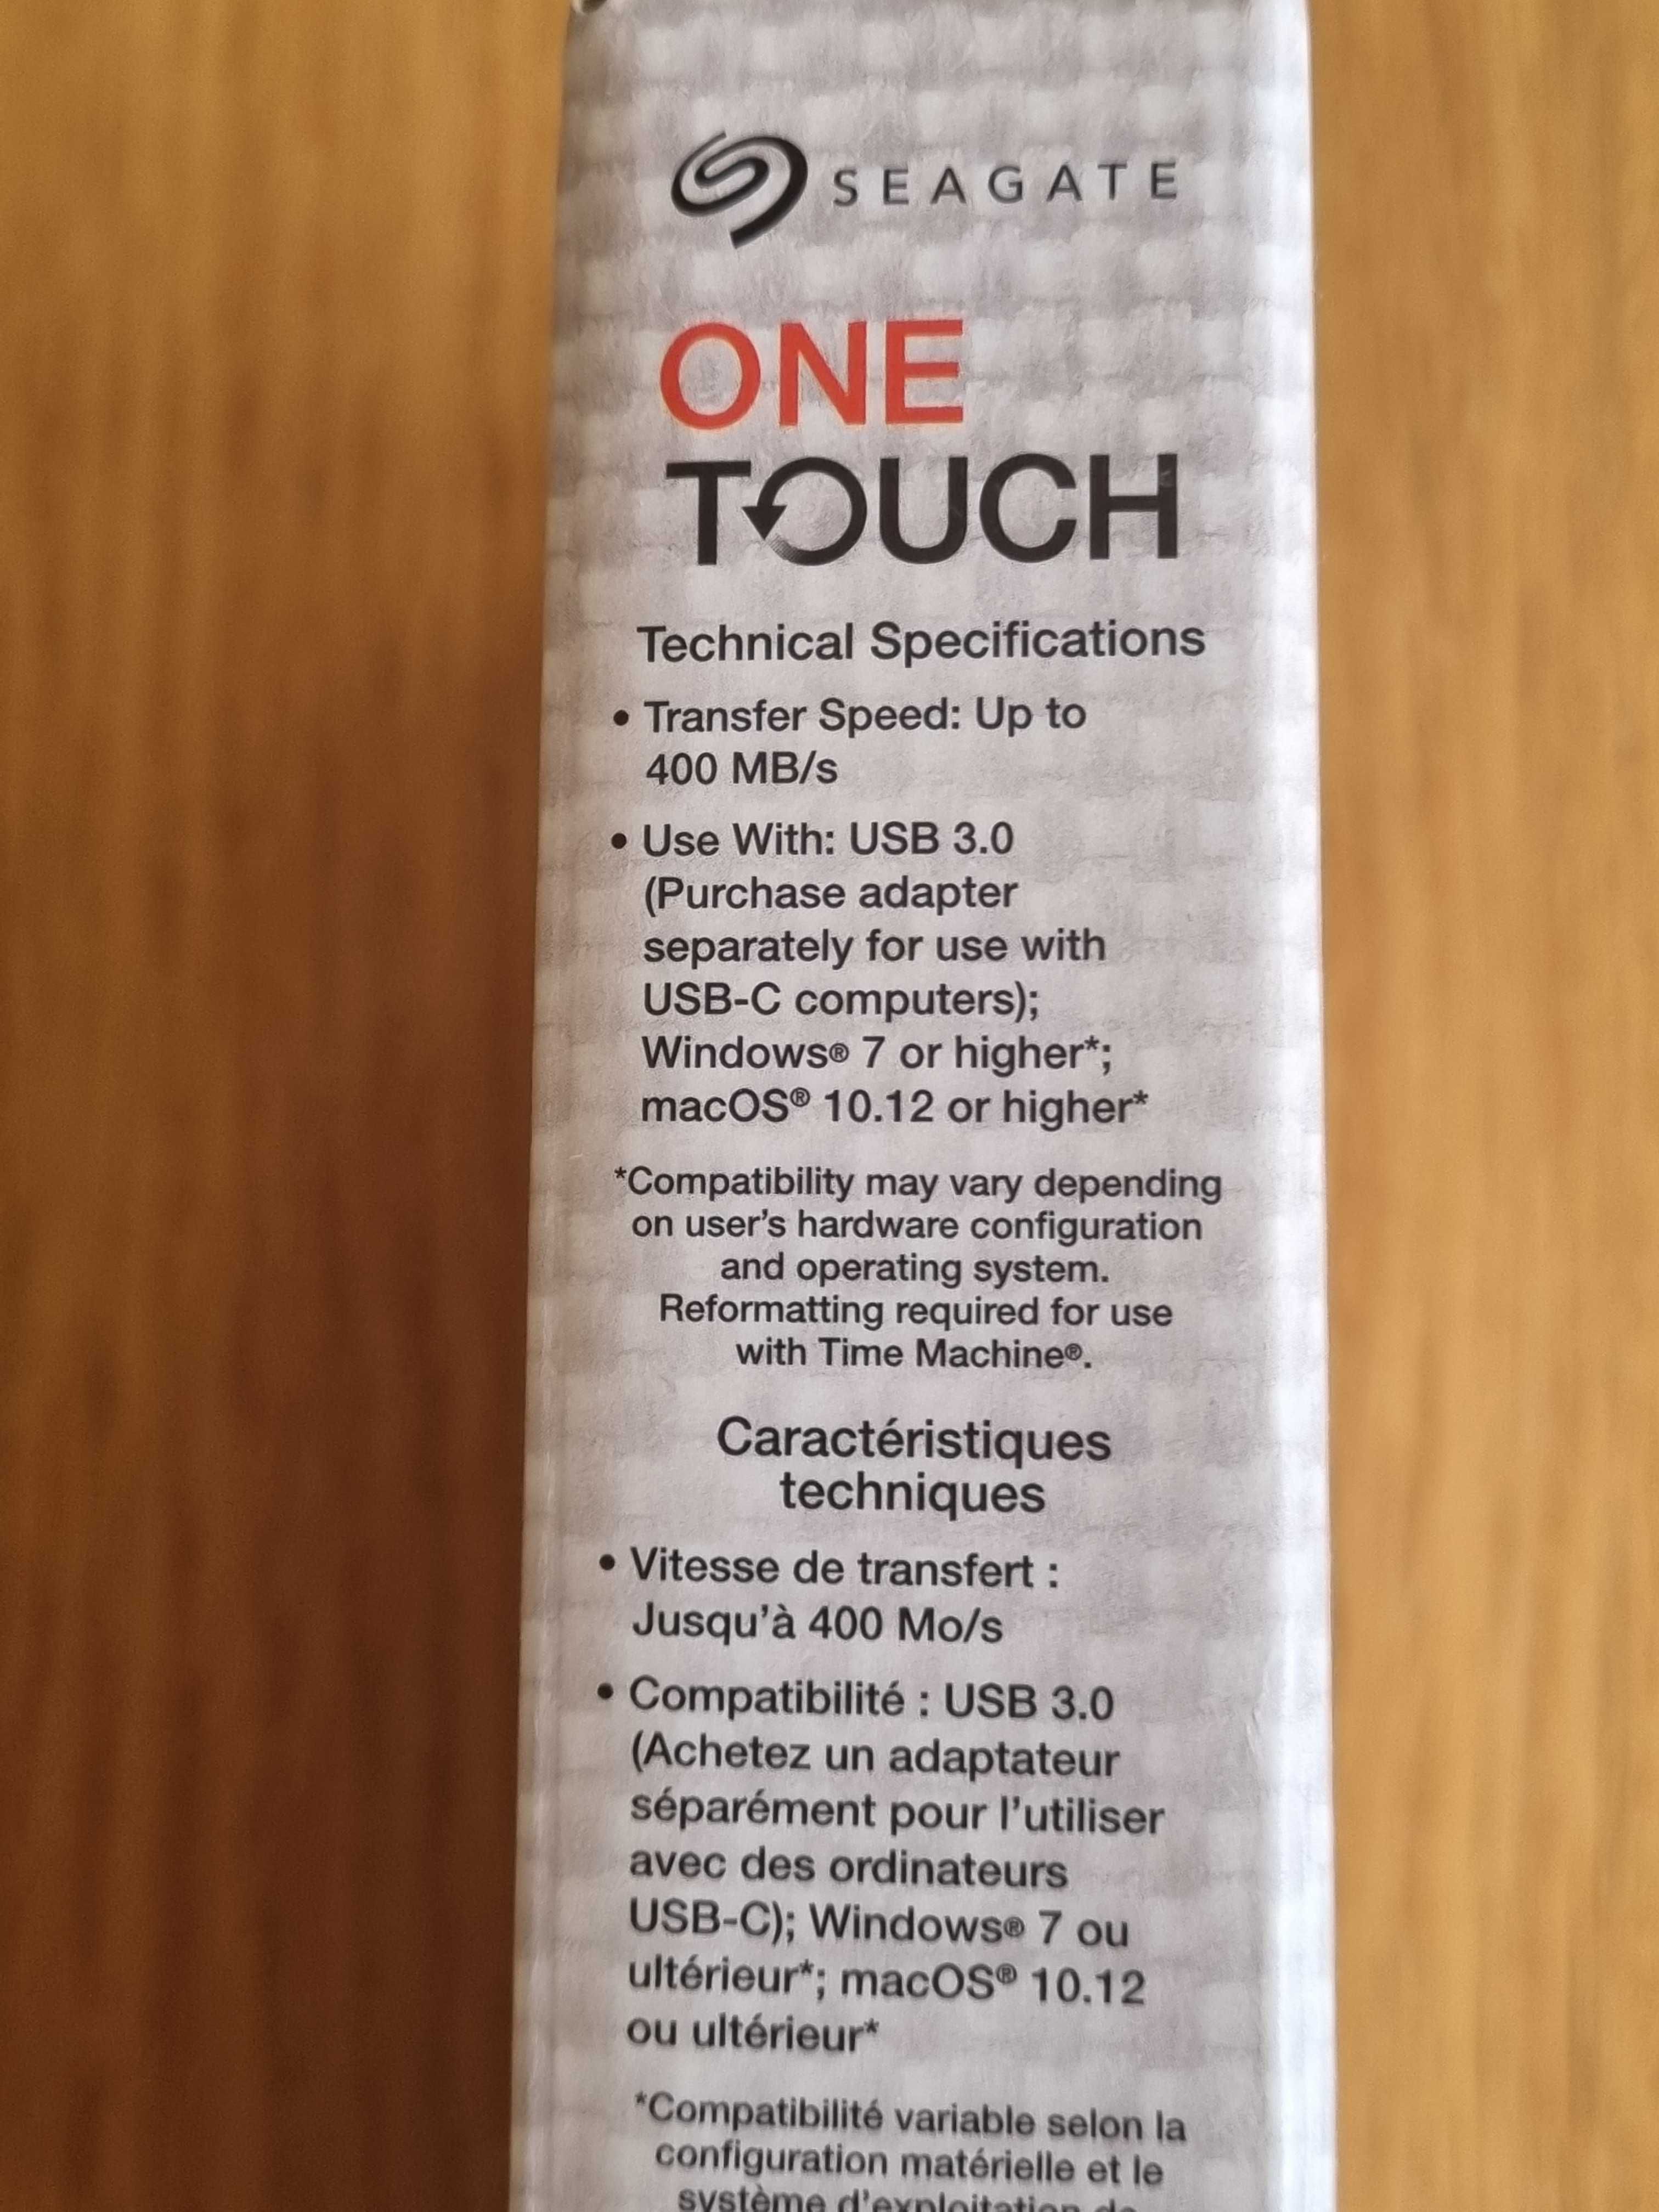 SEAGATE
ONE
TOUCH
Technical Specifications
• Transfer Speed: Up to
400 MB/s
• Use With: USB 3.0
(Purchase adapter
separately for use with
USB-C computers);
Windows® 7 or higher*;
macOS® 10.12 or higher*
*Compatibility may vary depending
on user's hardware configuration
and operating system.
Reformatting required for use
with Time Machine®.
Caractéristiques
techniques
• Vitesse de transfert :
Jusqu'à 400 Mo/s
• Compatibilité : USB 3.0
(Achetez un adaptateur
séparément pour l'utiliser
avec des ordinateurs
USB-C); Windows® 7 ou
ultérieur*; macOS® 10.12
ou ultérieur*
*Compatibilité variable selon la
configuration matérielle et le
système d'exploitation de